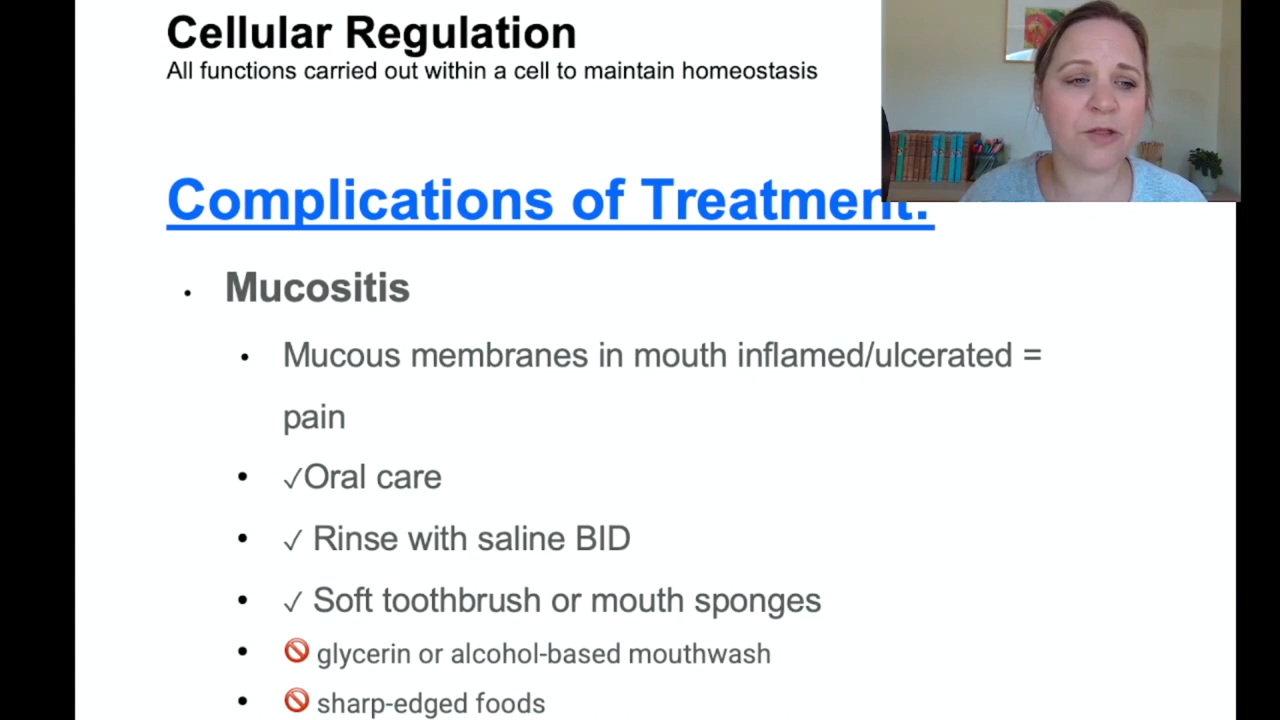 Cellular Regulation
All functions carried out within a cell to maintain homeostasis
Complications of Treatment:
• Mucositis
• Mucous membranes in mouth inflamed/ulcerated =
pain
• ✓Oral care
• ✓ Rinse with saline BID
• ✓ Soft toothbrush or mouth sponges
• 🚫 glycerin or alcohol-based mouthwash
• 🚫 sharp-edged foods